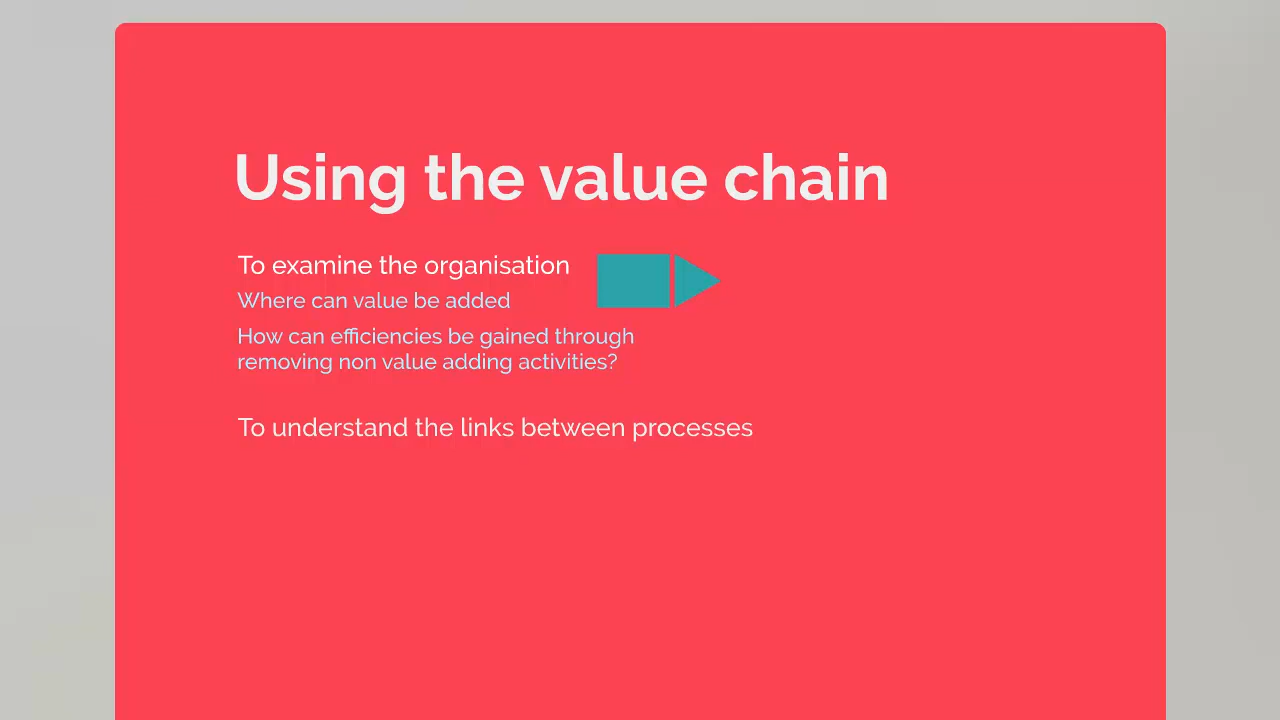 Using the value chain
To examine the organisation
Where can value be added
How can efficiencies be gained through
removing non value adding activities?
To understand the links between processes